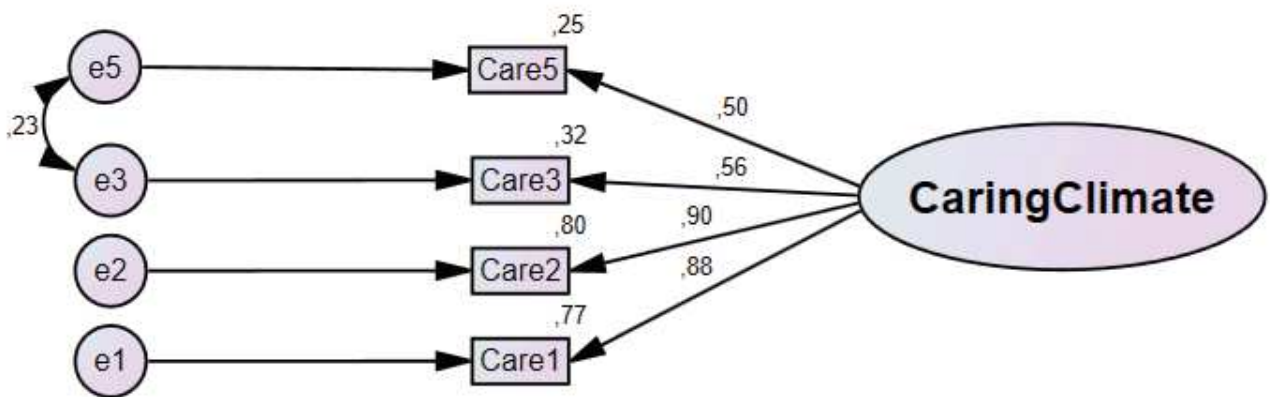 ,25
e5
Care5
,50
,23
,32
e3
Care3
,56
CaringClimate
,80
,90
e2
Care2
,88
,77
e1
Care1